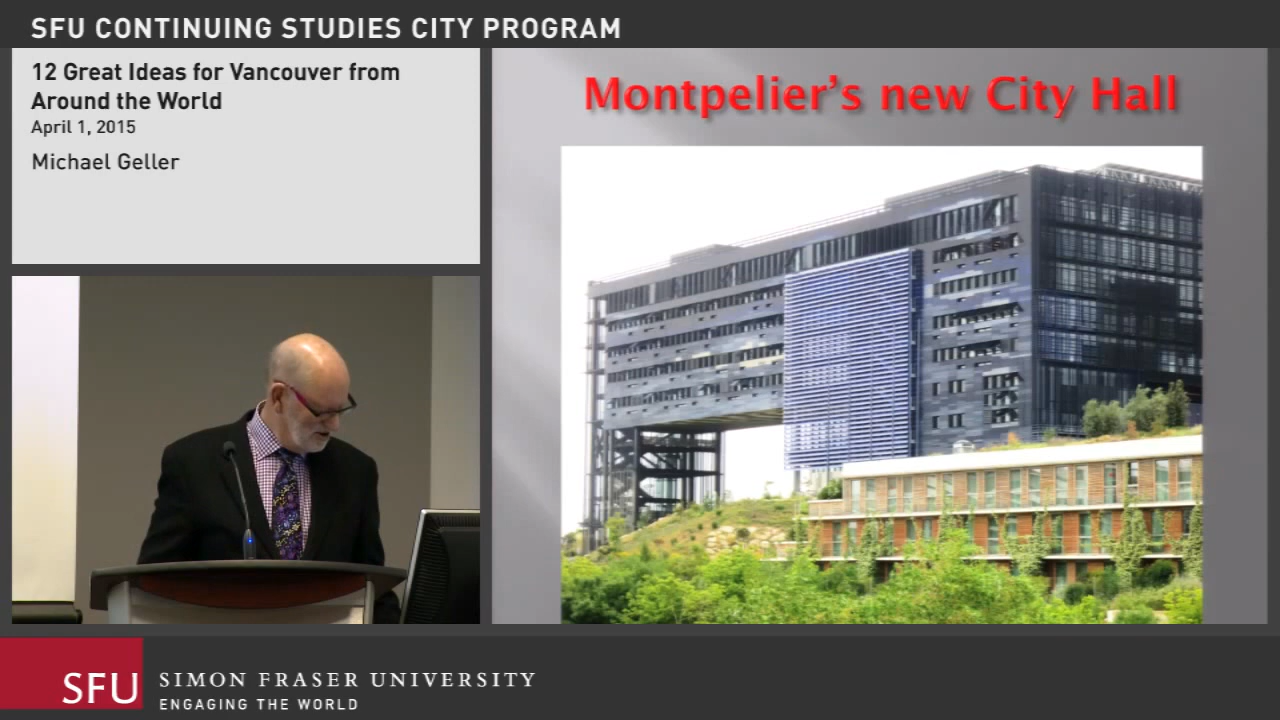 SFU CONTINUING STUDIES CITY PROGRAM
12 Great Ideas for Vancouver from
Around the World
April 1, 2015
Michael Geller
Montpelier's new City Hall
SFU
SIMON FRASER UNIVERSITY
ENGAGING THE WORLD